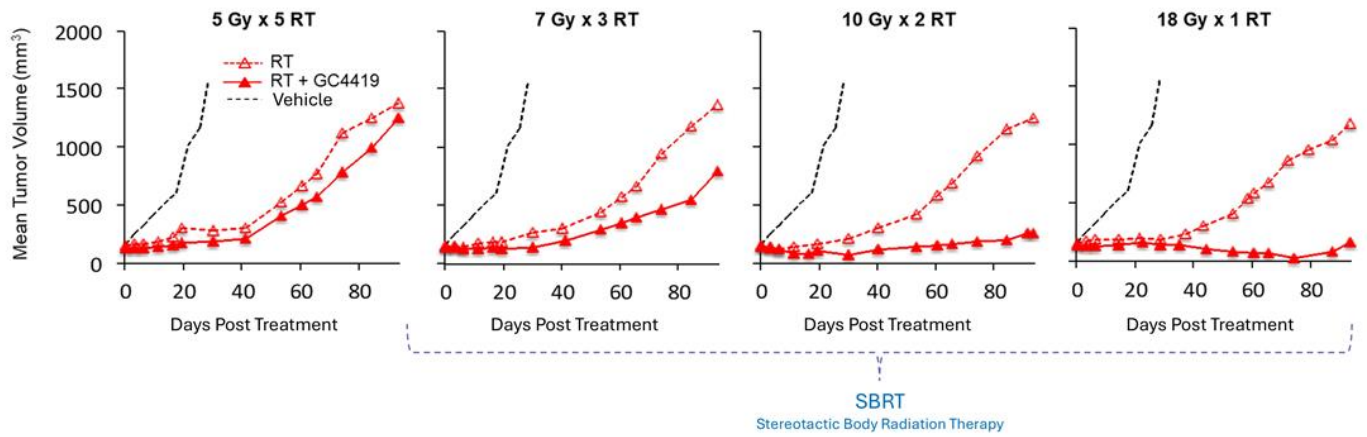 5 Gy x 5 RT
7 Gy x 3 RT
10 Gy x 2 RT
18 Gy x 1 RT
Mean Tumor Volume (mm³)
2000
1500
1000
500
0
RT
RT + GC4419
Vehicle
0 20 40 60 80
0 20 40 60 80
0 20 40 60 80
0 20 40 60 80
Days Post Treatment
Days Post Treatment
Days Post Treatment
Days Post Treatment
SBRT
Stereotactic Body Radiation Therapy